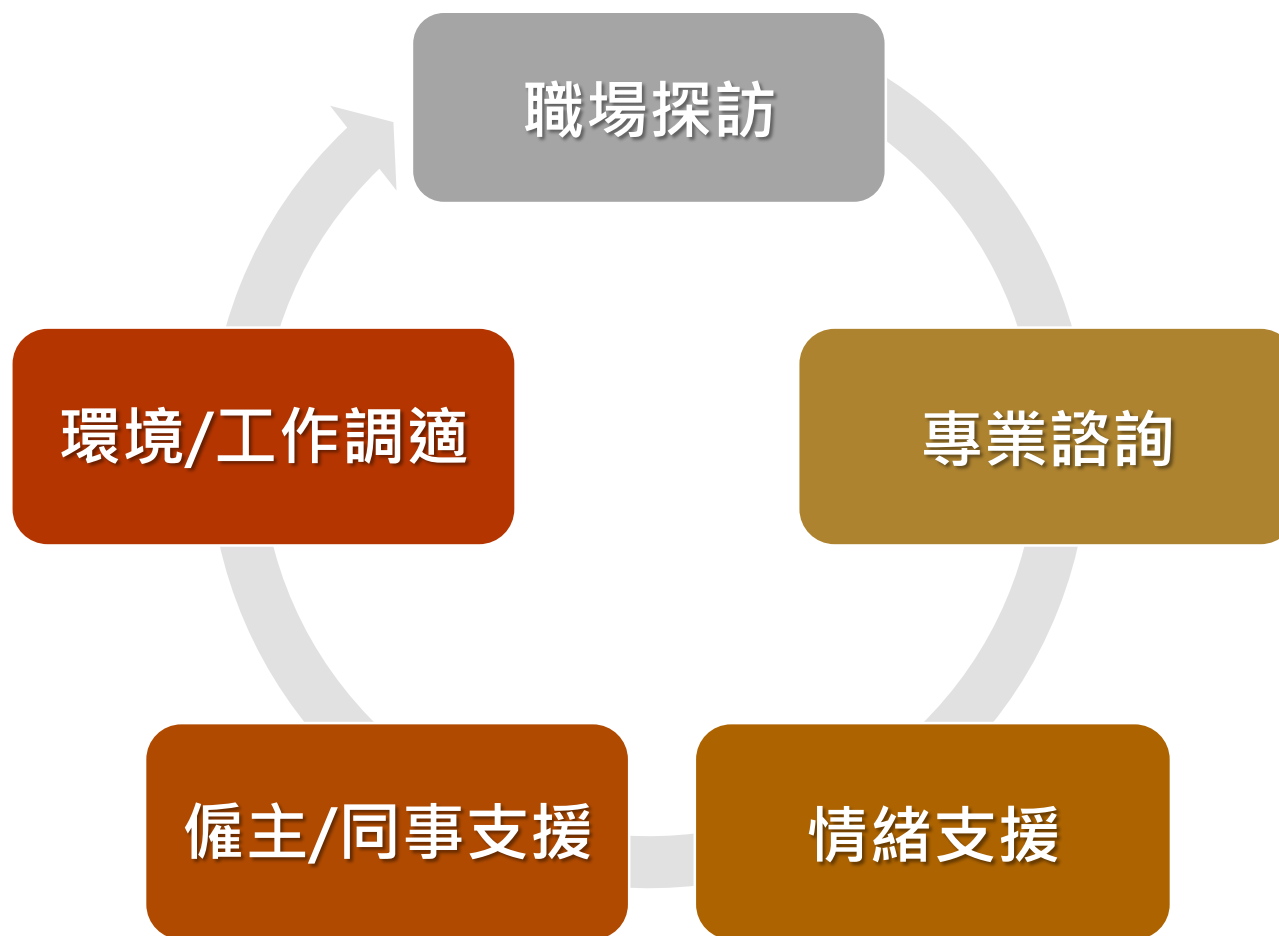 職場探訪
專業諮詢
情緒支援
僱主/同事支援
環境/工作調適